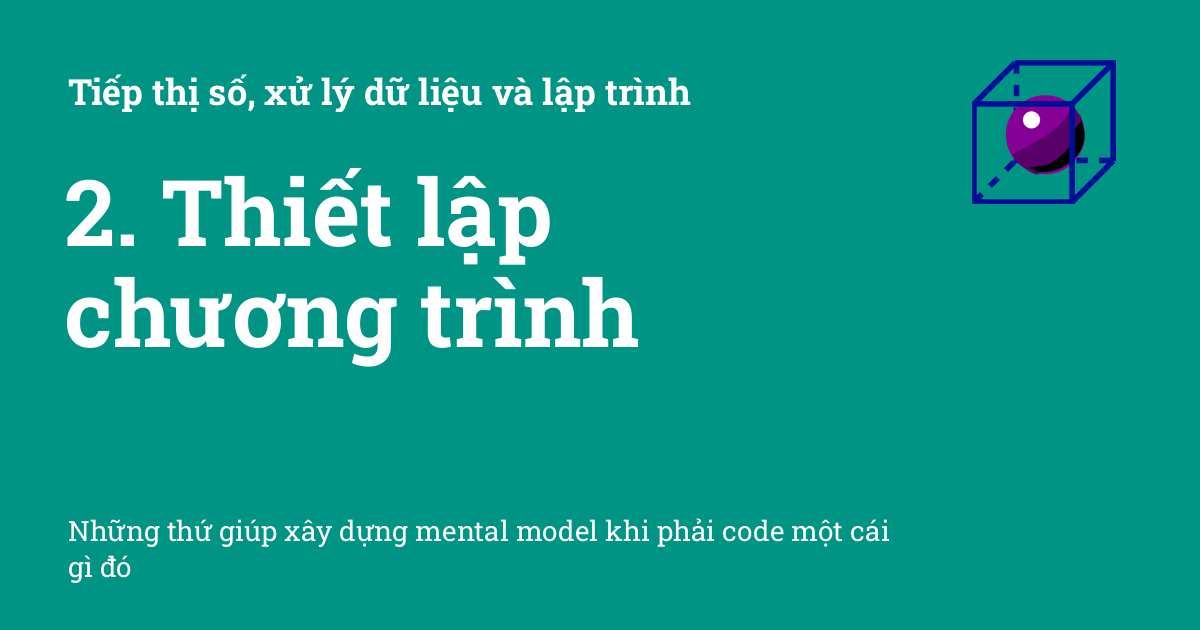 Tiếp thị số, xử lý dữ liệu và lập trình
2. Thiết lập
chương trình
Những thứ giúp xây dựng mental model khi phải code một cái
gì đó